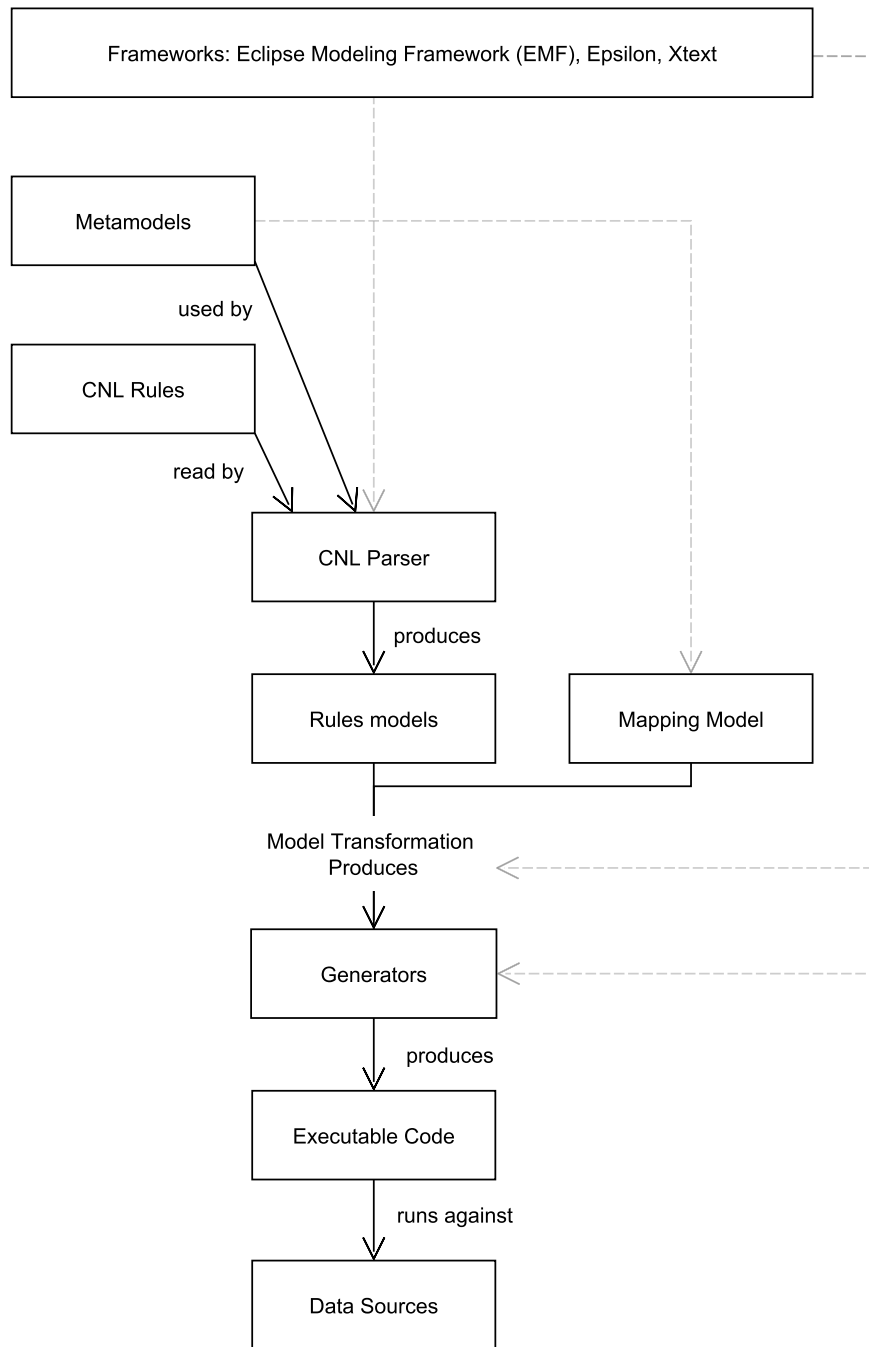 Frameworks: Eclipse Modeling Framework (EMF), Epsilon, Xtext
Metamodels
used by
CNL Rules
read by
CNL Parser
produces
Rules models
Mapping Model
Model Transformation
Produces
Generators
produces
Executable Code
runs against
Data Sources